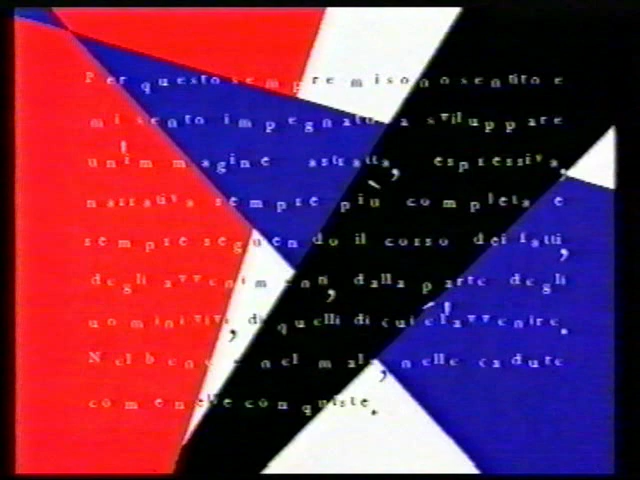 Per questo sempre mi sono sentito e
mi sento impegnato a sviluppare
un'immagine astratta, espressiva,
narrativa sempre più completa e
sempre seguendo il corso dei fatti,
degli avvenimenti, dalla parte degli
uomini vivi, di quelli di cui è l'avvenire.
Nel bene e nel male, nelle cadute
come nelle conquiste.